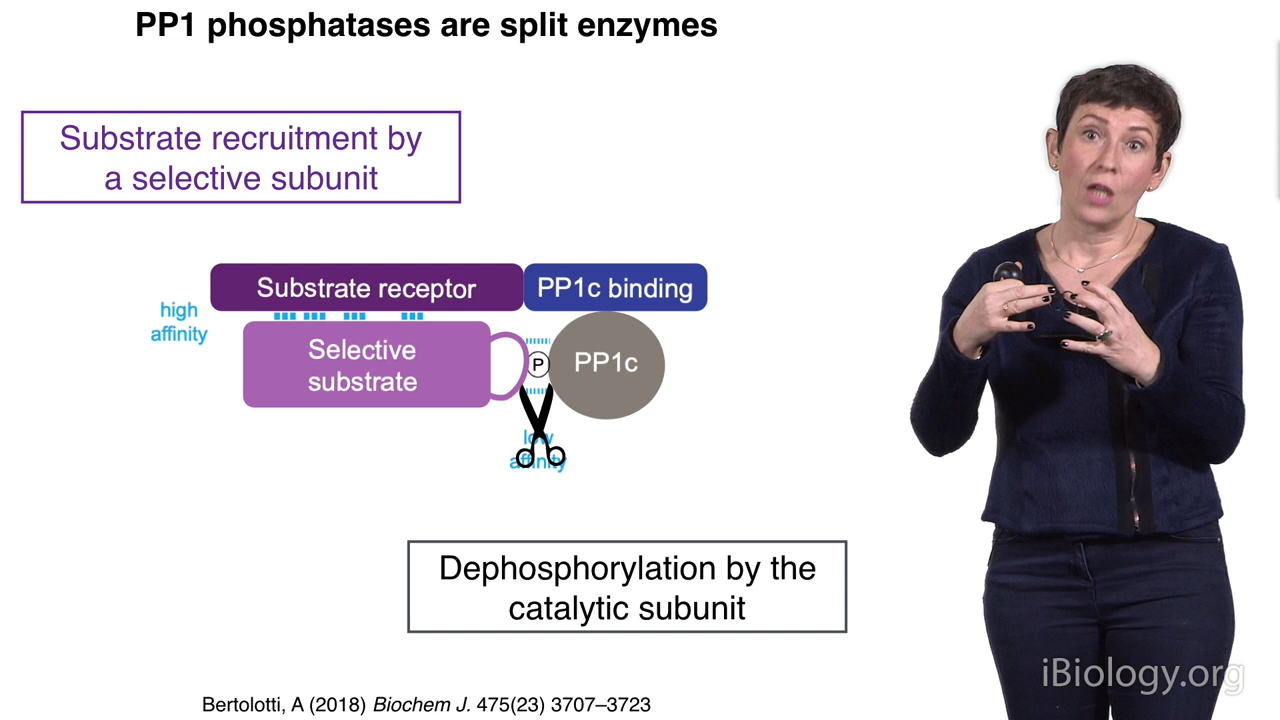 PP1 phosphatases are split enzymes
Substrate recruitment by
a selective subunit
Substrate receptor
PP1c binding
high
affinity
Selective
substrate
P
PP1c
low
affinity
Dephosphorylation by the
catalytic subunit
Bertolotti, A (2018) Biochem J. 475(23) 3707–3723
iBiology.org